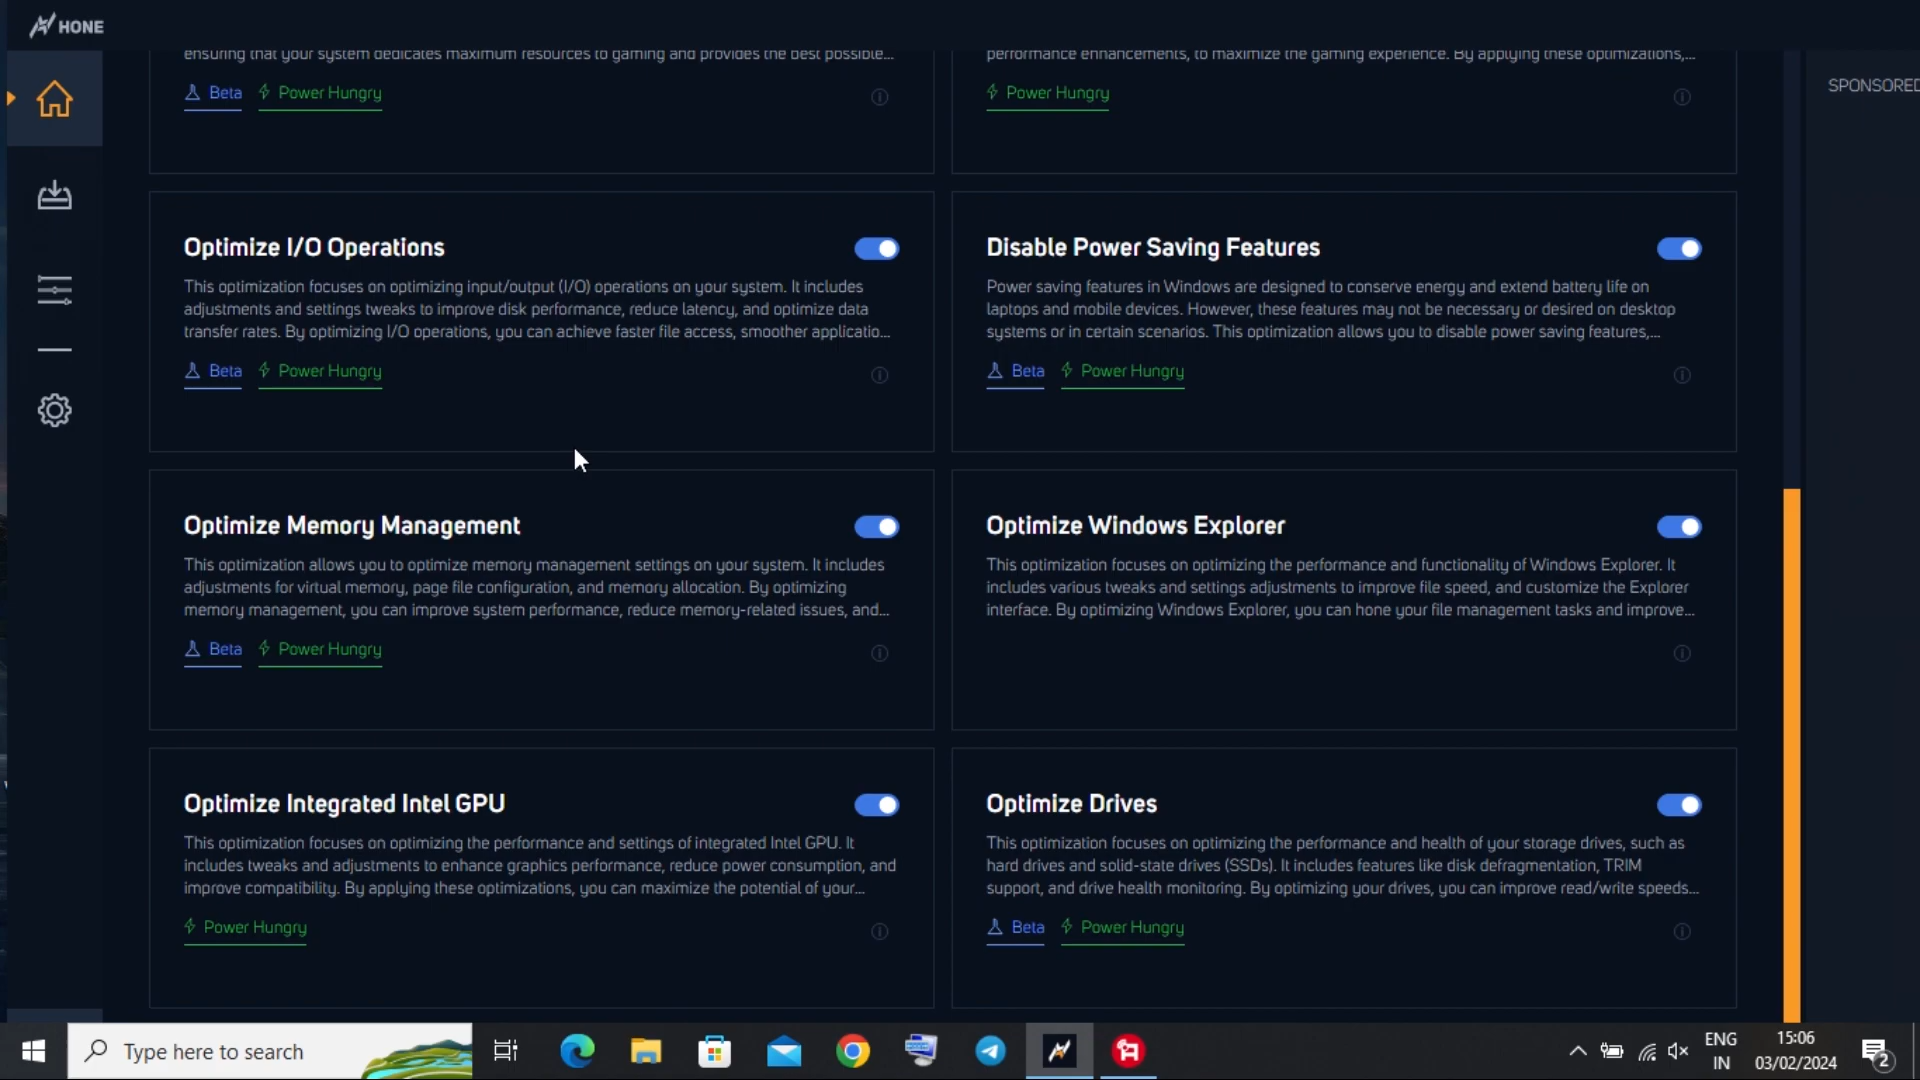 HONE
ensuring that your system dedicates maximum resources to gaming and provides the best possible...
Beta Power Hungry
performance enhancements, to maximize the gaming experience. By applying these optimizations,...
Power Hungry
SPONSORED
Optimize I/O Operations
This optimization focuses on optimizing input/output (I/O) operations on your system. It includes
adjustments and settings tweaks to improve disk performance, reduce latency, and optimize data
transfer rates. By optimizing I/O operations, you can achieve faster file access, smoother applicatio...
Beta Power Hungry
Disable Power Saving Features
Power saving features in Windows are designed to conserve energy and extend battery life on
laptops and mobile devices. However, these features may not be necessary or desired on desktop
systems or in certain scenarios. This optimization allows you to disable power saving features,...
Beta Power Hungry
Optimize Memory Management
This optimization allows you to optimize memory management settings on your system. It includes
adjustments for virtual memory, page file configuration, and memory allocation. By optimizing
memory management, you can improve system performance, reduce memory-related issues, and...
Beta Power Hungry
Optimize Windows Explorer
This optimization focuses on optimizing the performance and functionality of Windows Explorer. It
includes various tweaks and settings adjustments to improve file speed, and customize the Explorer
interface. By optimizing Windows Explorer, you can hone your file management tasks and improve...
Optimize Integrated Intel GPU
This optimization focuses on optimizing the performance and settings of integrated Intel GPU. It
includes tweaks and adjustments to enhance graphics performance, reduce power consumption, and
improve compatibility. By applying these optimizations, you can maximize the potential of your...
Power Hungry
Optimize Drives
This optimization focuses on optimizing the performance and health of your storage drives, such as
hard drives and solid-state drives (SSDs). It includes features like disk defragmentation, TRIM
support, and drive health monitoring. By optimizing your drives, you can improve read/write speeds...
Beta Power Hungry
Type here to search
ENG
IN
15:06
03/02/2024
2